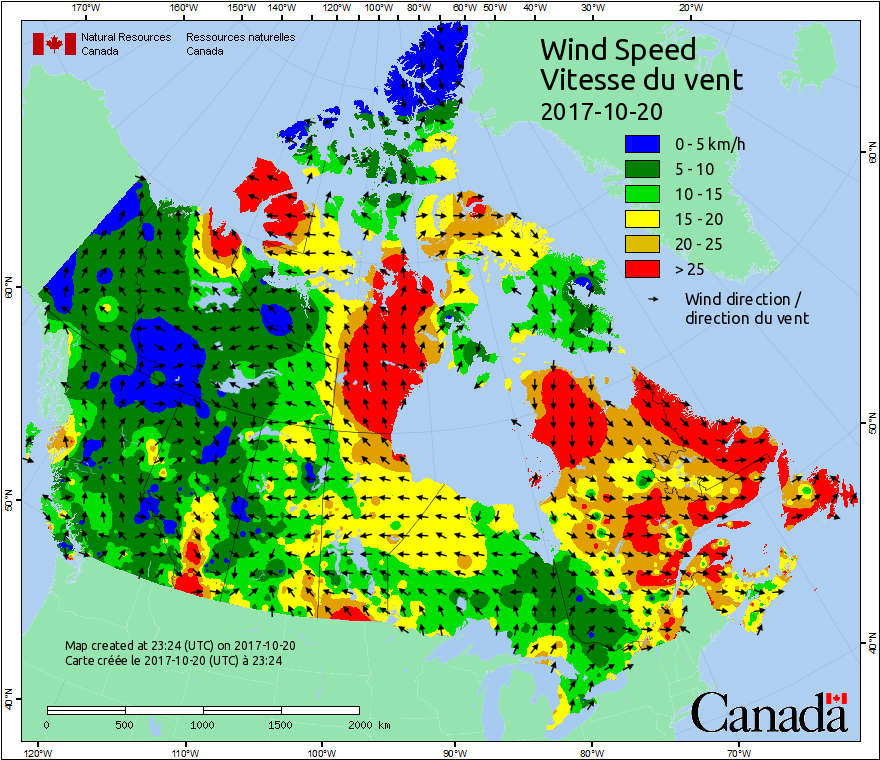 170°W 160°W 150°W 140°W 130°W 120°W 110°W 100°W 90°W 80°W 70°W 60°W 50°W 40°W 30°W 20°W
Natural Resources Ressources naturelles
Canada Canada
Wind Speed
Vitesse du vent
2017-10-20
0 - 5 km/h
5 - 10
10 - 15
15 - 20
20 - 25
> 25
Wind direction /
direction du vent
60°N
60°N
50°N
50°N
40°N
40°N
Map created at 23:24 (UTC) on 2017-10-20
Carte créée le 2017-10-20 (UTC) à 23:24
0 500 1000 1500 2000 km
Canada
120°W 110°W 100°W 90°W 80°W 70°W